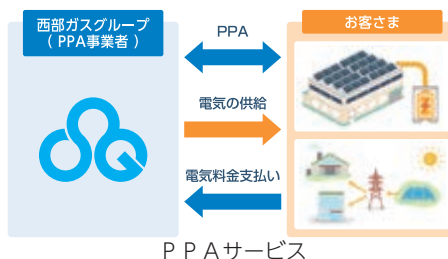 西部ガスグループ
（ PPA事業者 ）
PPA
お客さま
電気の供給
電気料金支払い
ＰＰＡサービス